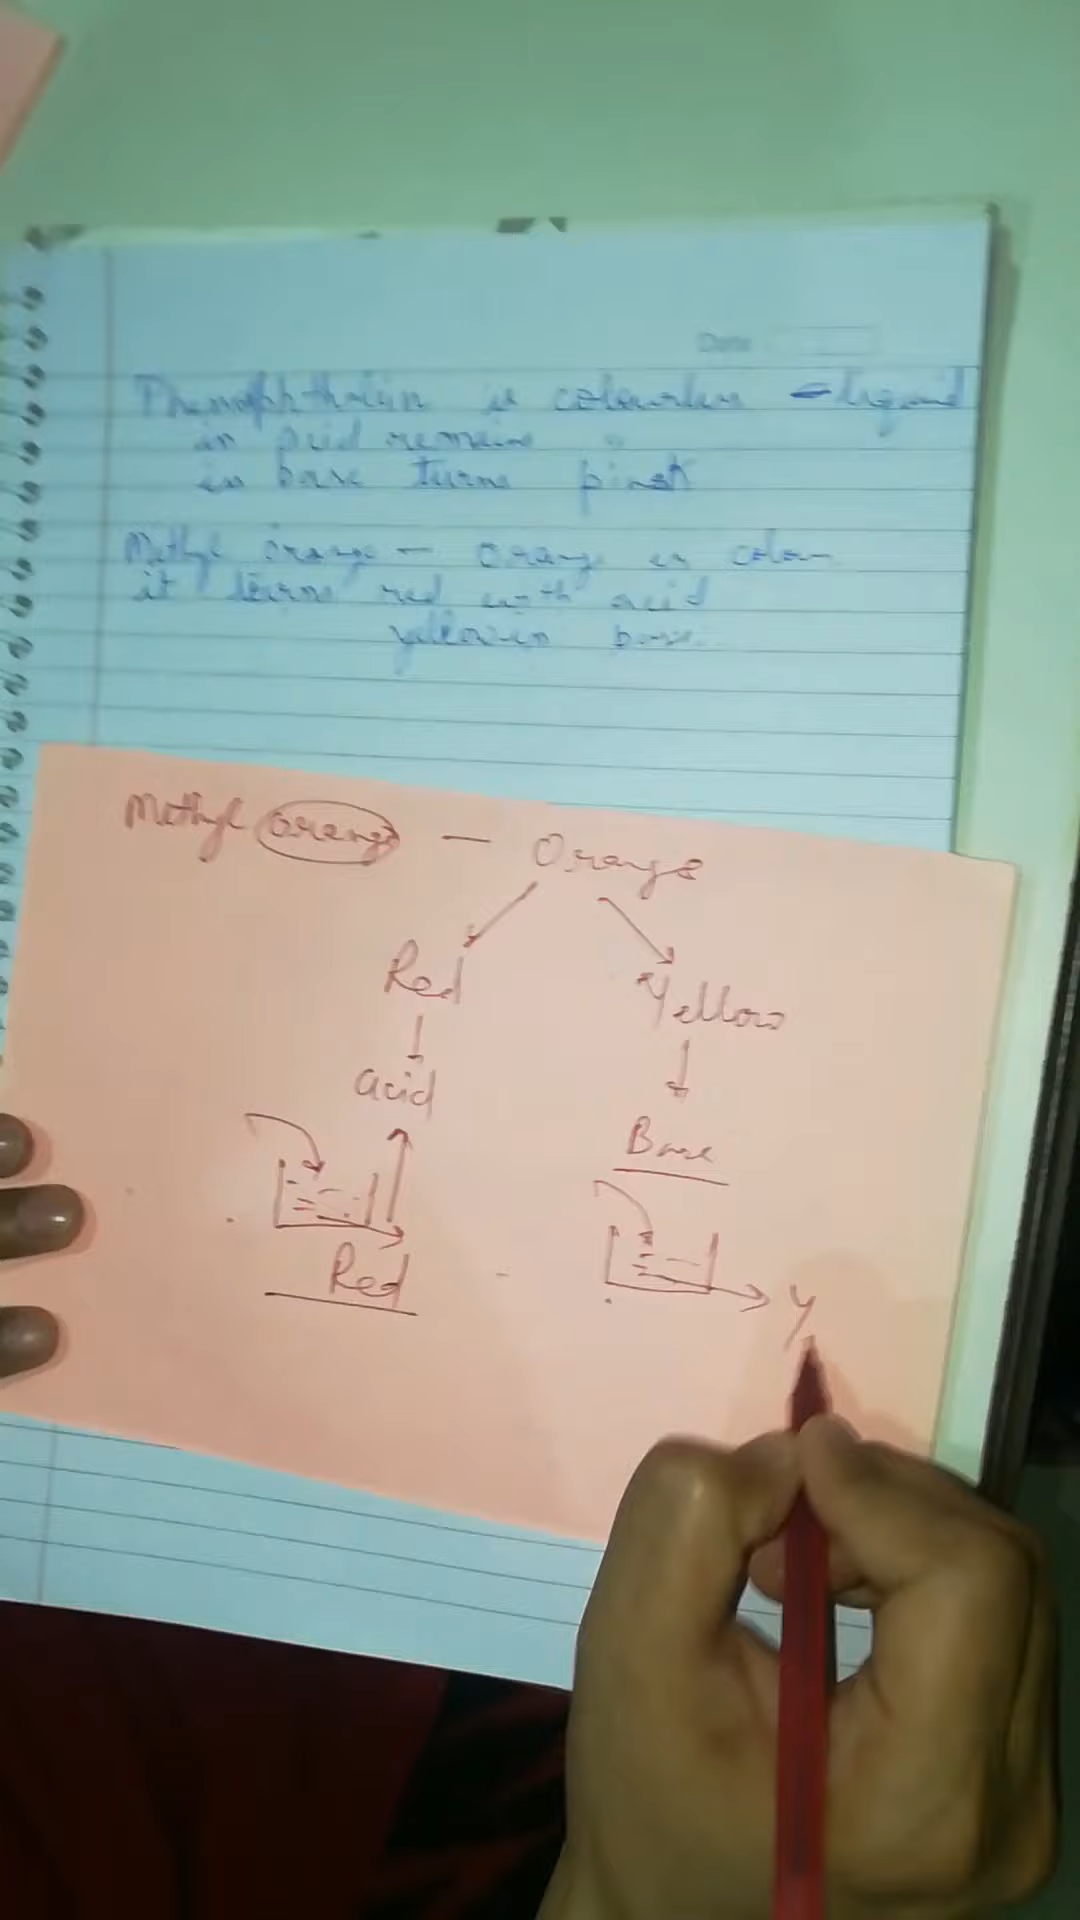 Date
Phenolphthalein is colourless - liquid
in acid remains "
in base turns pink
Methyl orange - orange in colour
it turns red with acid
yellow in base.
Methyl orange - Orange
Red Yellow
acid Base
Red Y